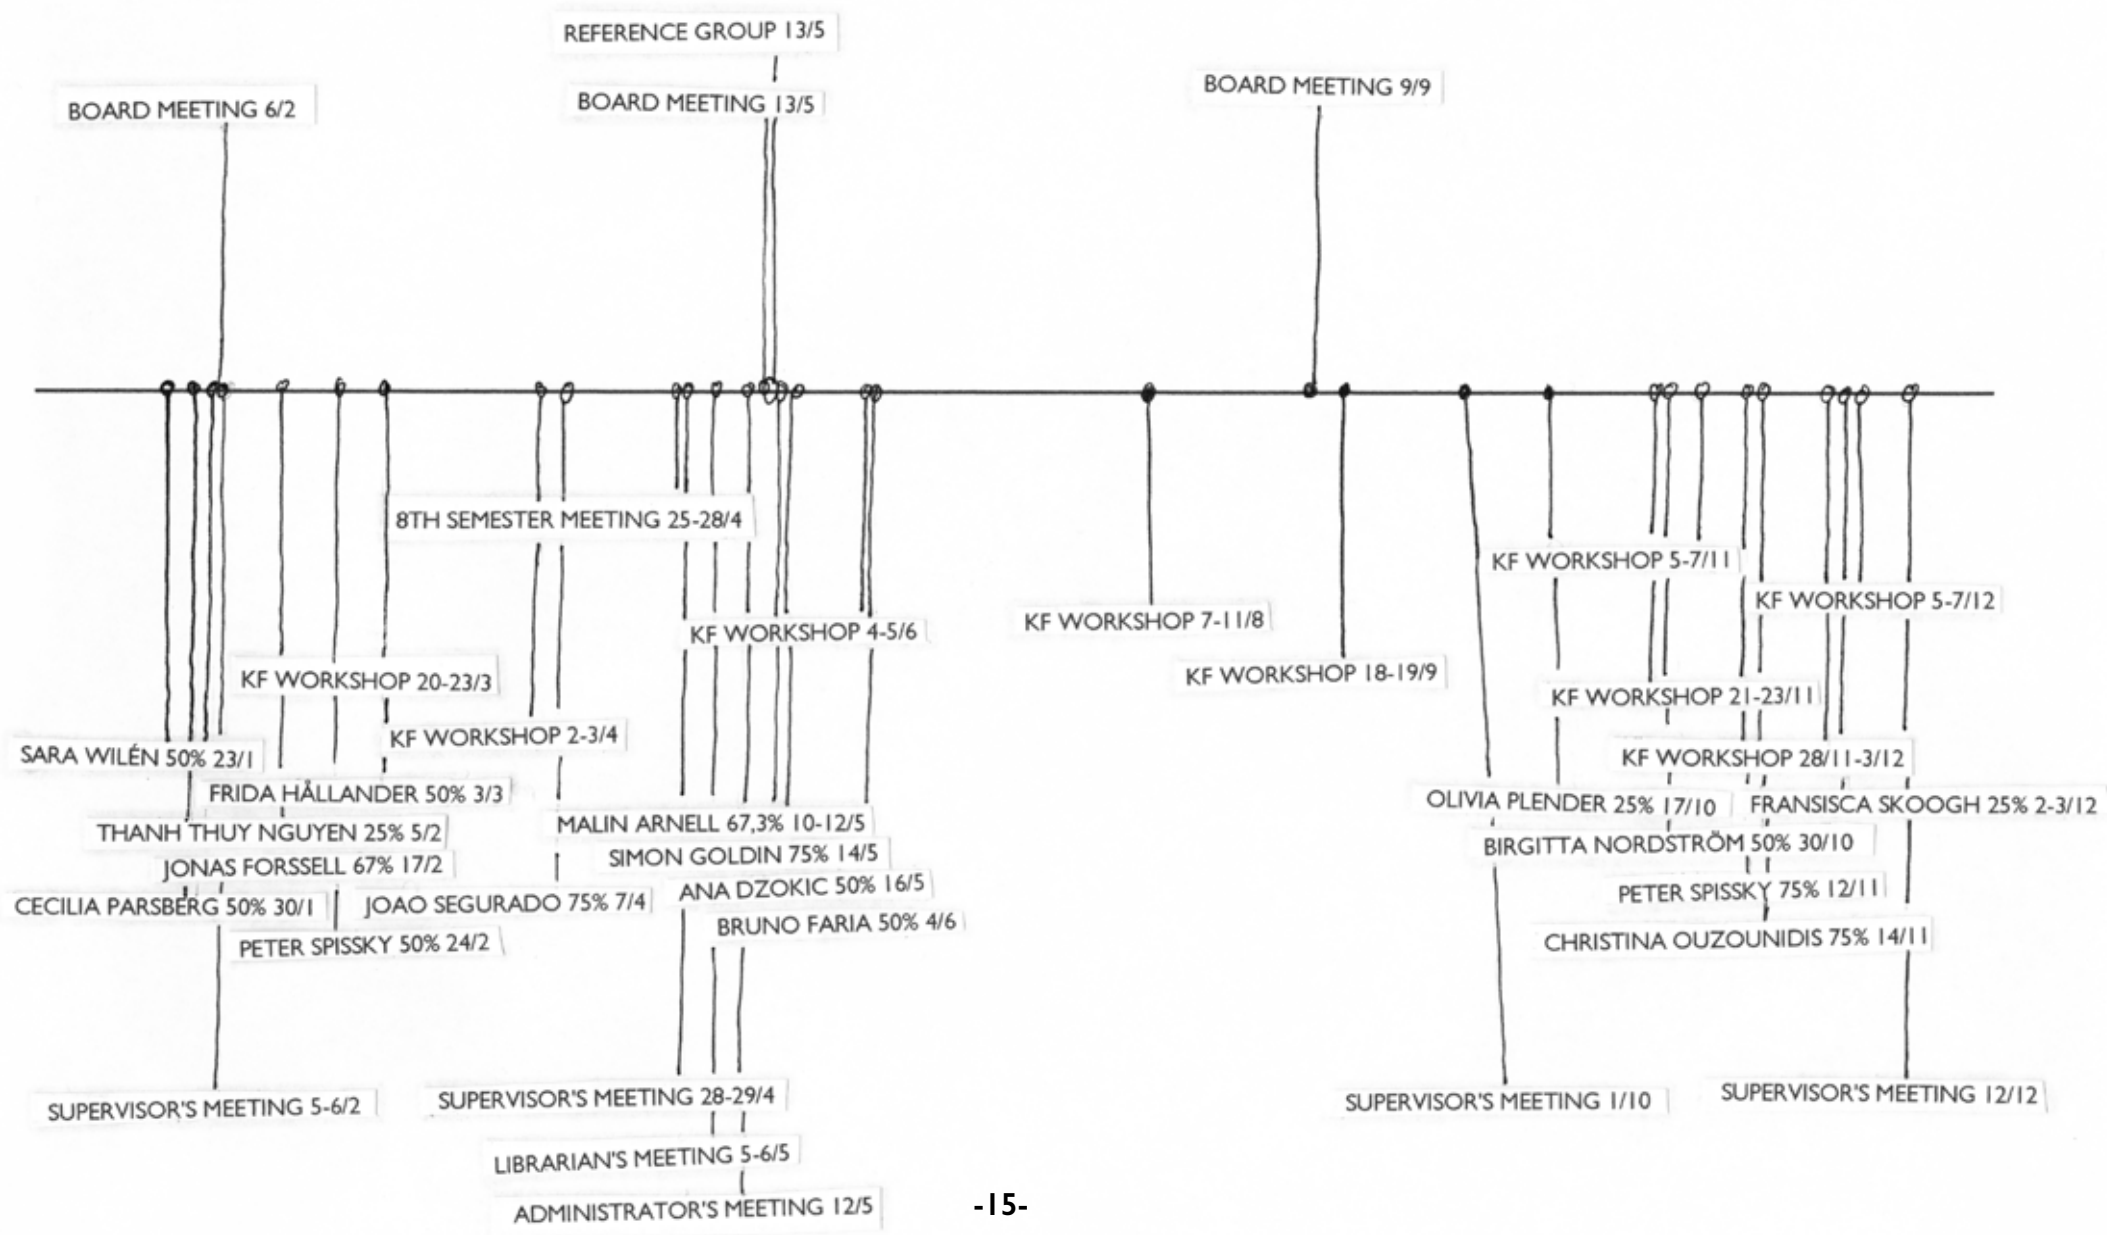 REFERENCE GROUP 13/5
BOARD MEETING 6/2
BOARD MEETING 13/5
BOARD MEETING 9/9
8TH SEMESTER MEETING 25-28/4
KF WORKSHOP 5-7/11
KF WORKSHOP 5-7/12
KF WORKSHOP 4-5/6
KF WORKSHOP 7-11/8
KF WORKSHOP 20-23/3
KF WORKSHOP 18-19/9
KF WORKSHOP 21-23/11
KF WORKSHOP 2-3/4
SARA WILÉN 50% 23/1
KF WORKSHOP 28/11-3/12
FRIDA HÅLLANDER 50% 3/3
OLIVIA PLENDER 25% 17/10
FRANSISCA SKOOGH 25% 2-3/12
THANH THUY NGUYEN 25% 5/2
MALIN ARNELL 67,3% 10-12/5
BIRGITTA NORDSTRÖM 50% 30/10
JONAS FORSSELL 67% 17/2
SIMON GOLDIN 75% 14/5
CECILIA PARSBERG 50% 30/1
JOAO SEGURADO 75% 7/4
ANA DZOKIC 50% 16/5
PETER SPISSKY 75% 12/11
BRUNO FARIA 50% 4/6
PETER SPISSKY 50% 24/2
CHRISTINA OUZOUNIDIS 75% 14/11
SUPERVISOR'S MEETING 5-6/2
SUPERVISOR'S MEETING 28-29/4
SUPERVISOR'S MEETING 1/10
SUPERVISOR'S MEETING 12/12
LIBRARIAN'S MEETING 5-6/5
ADMINISTRATOR'S MEETING 12/5
-15-